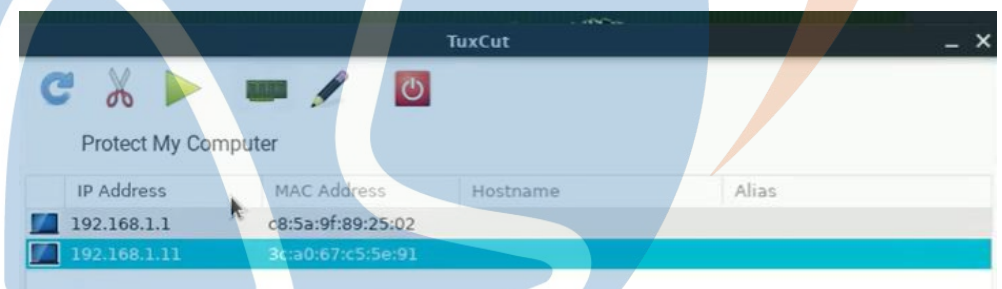 TuxCut
Protect My Computer
IP Address MAC Address Hostname Alias
192.168.1.1 c8:5a:9f:89:25:02
192.168.1.11 3c:a0:67:c5:5e:91